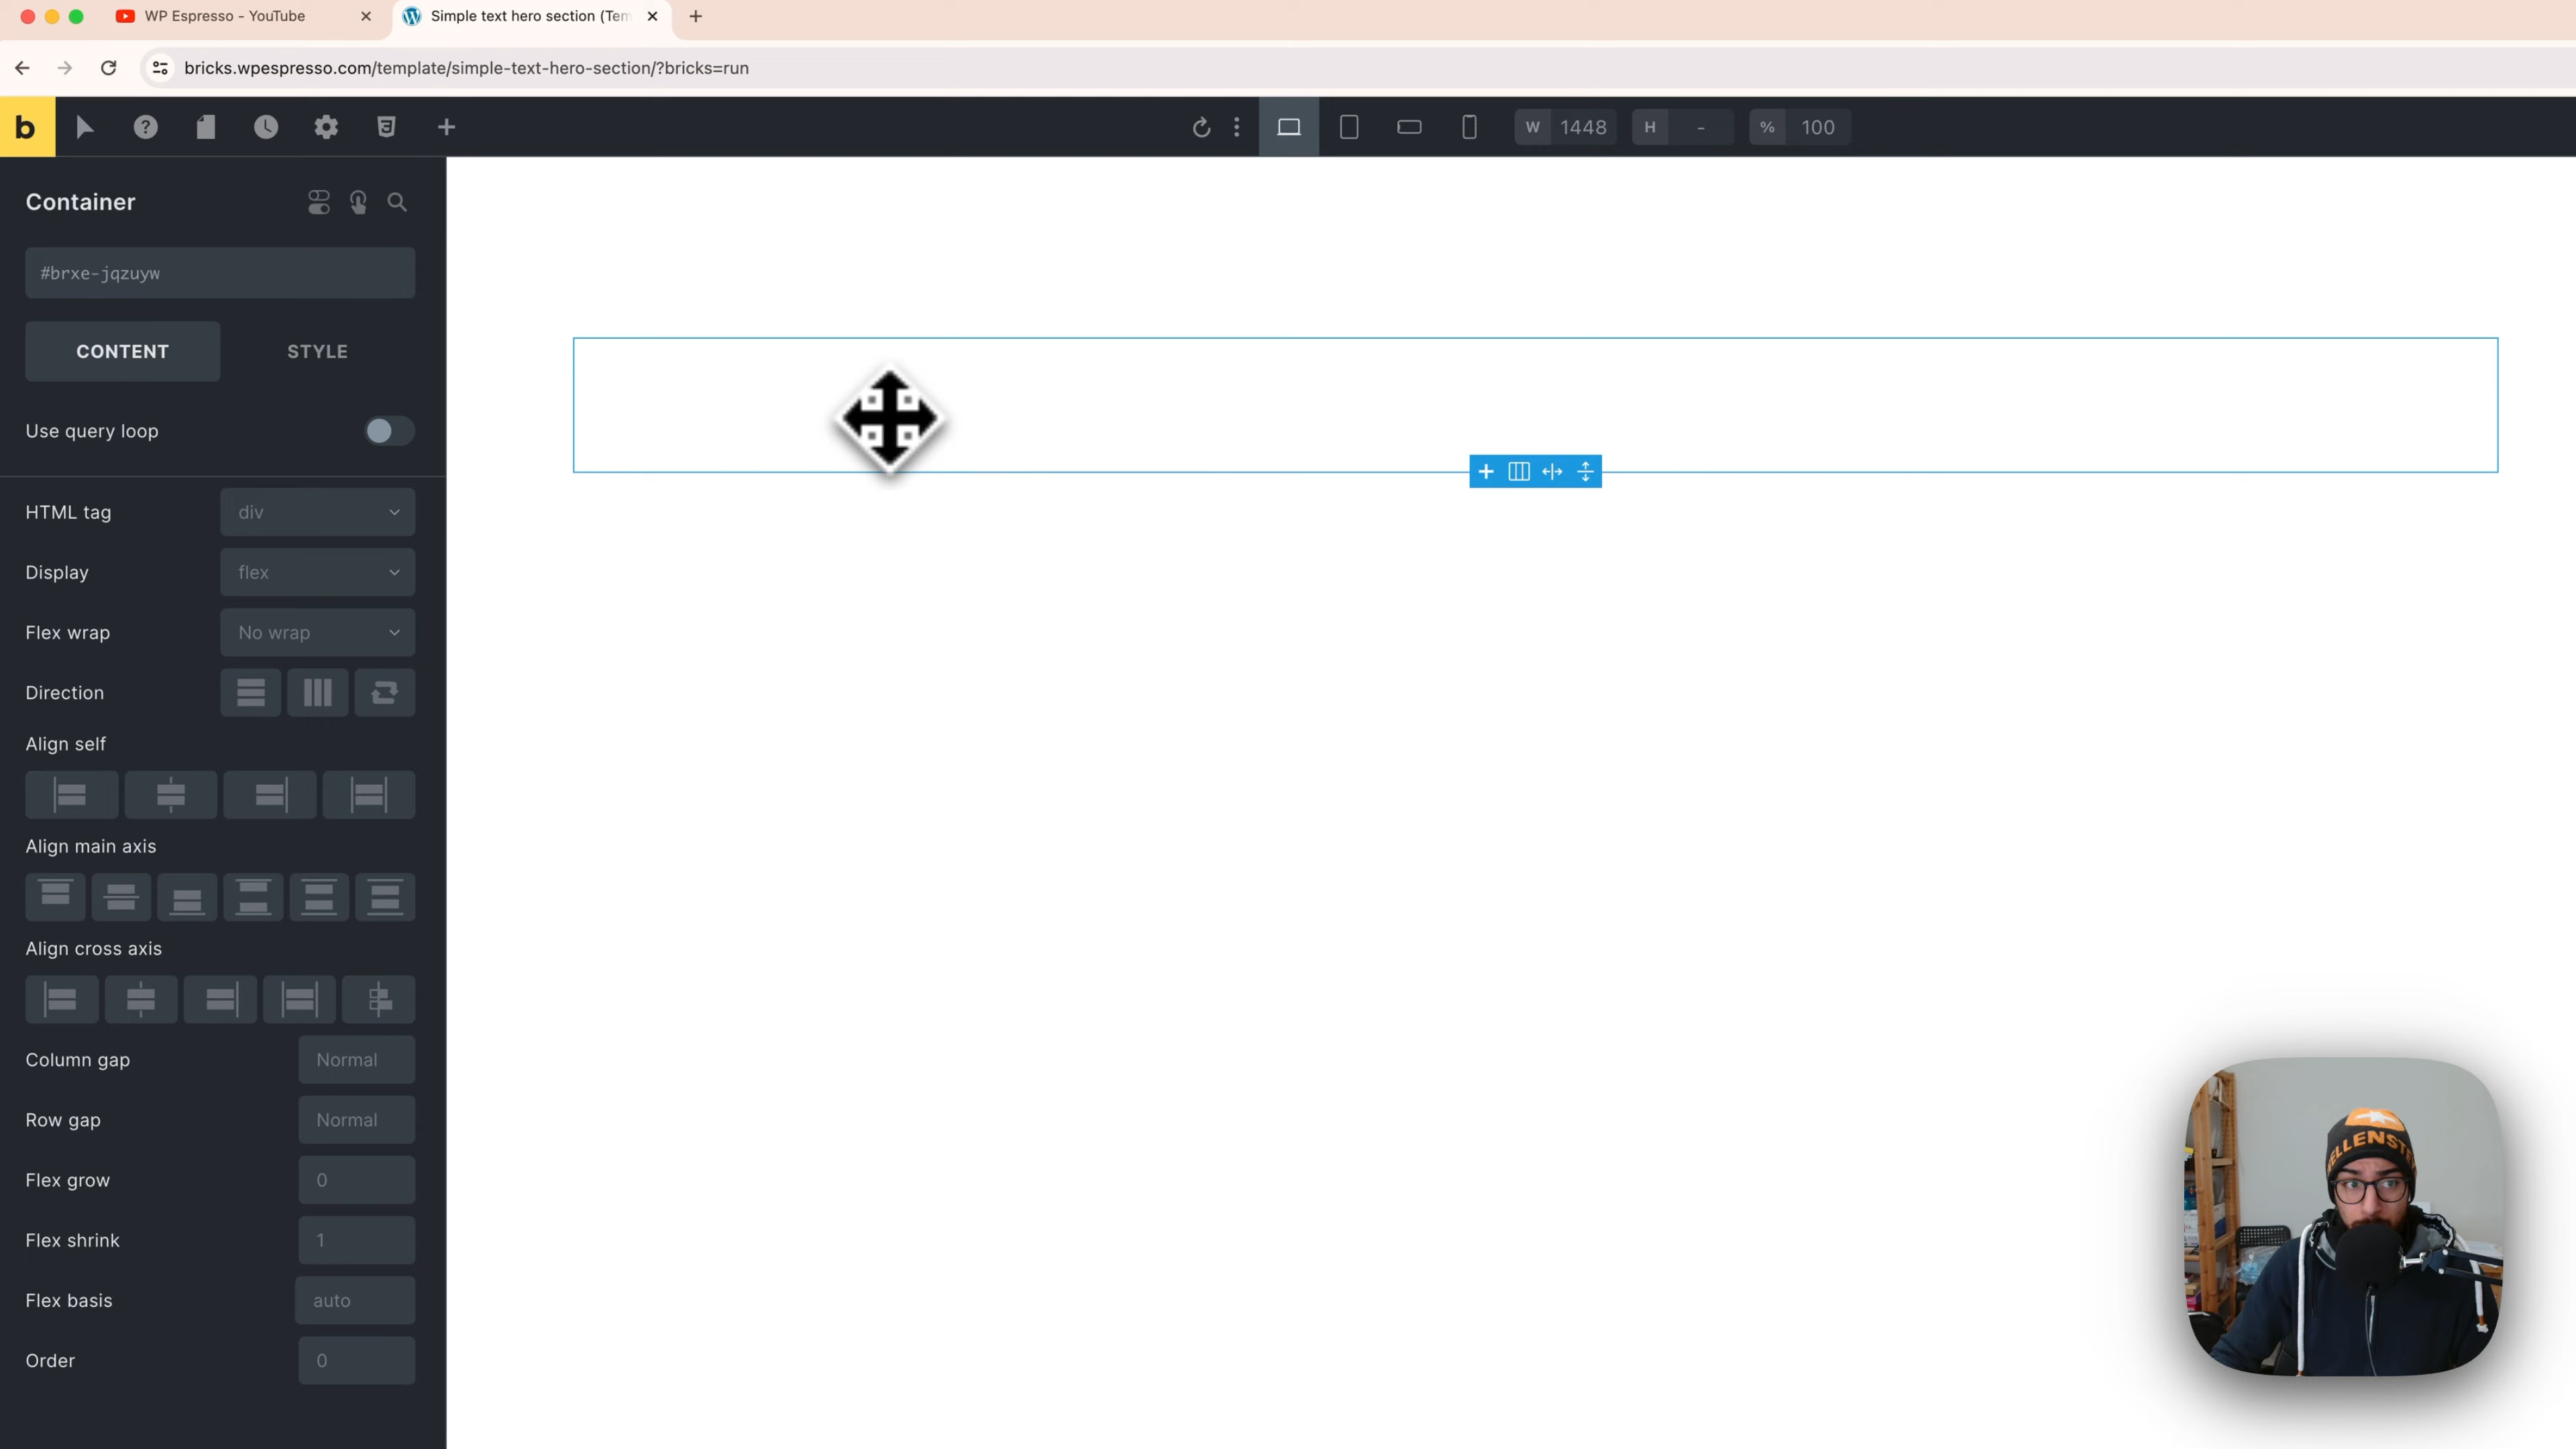 WP Espresso - YouTube
Simple text hero section (Tem
bricks.wpespresso.com/template/simple-text-hero-section/?bricks=run
b
W 1448 H - % 100
Container
#brxe-jqzuyw
CONTENT STYLE
Use query loop
HTML tag div
Display flex
Flex wrap No wrap
Direction
Align self
Align main axis
Align cross axis
Column gap Normal
Row gap Normal
Flex grow 0
Flex shrink 1
Flex basis auto
Order 0
ELLENSTE